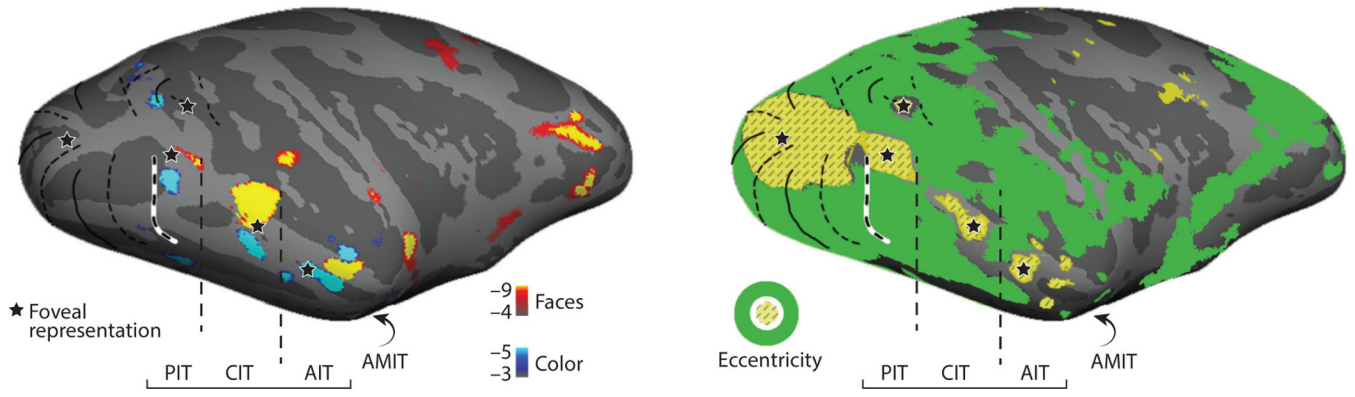 ★ Foveal
representation
–9
–4
Faces
–5
–3
Color
AMIT
PIT CIT AIT
Eccentricity
AMIT
PIT CIT AIT